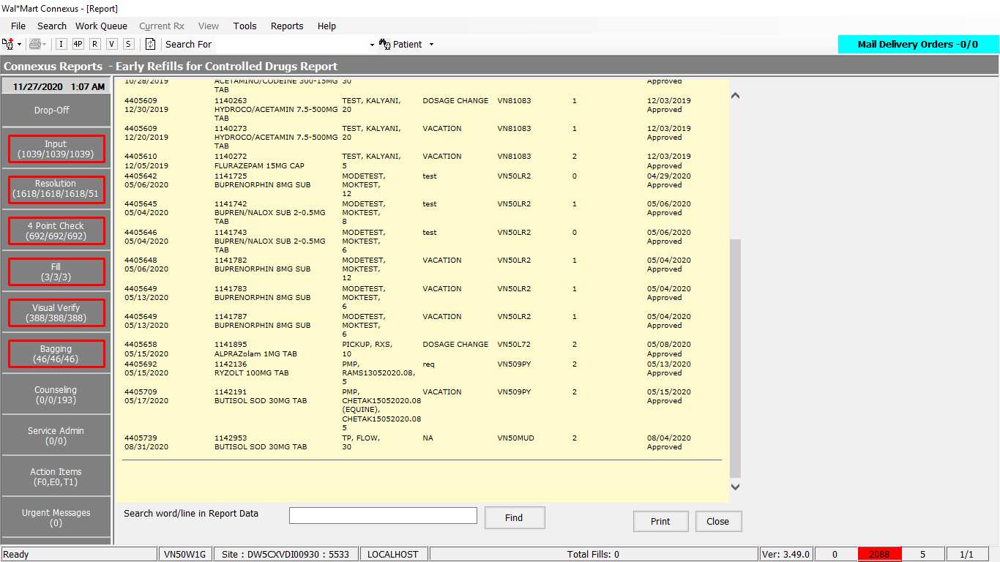 Wal*Mart Connexus - [Report]
File Search Work Queue Current Rx View Tools Reports Help
I 4P R V S Search For Patient Mail Delivery Orders -0/0
Connexus Reports - Early Refills for Controlled Drugs Report
11/27/2020 1:07 AM
Drop-Off
Input
(1039/1039/1039)
Resolution
(1618/1618/1618/51
4 Point Check
(692/692/692)
Fill
(3/3/3)
Visual Verify
(388/388/388)
Bagging
(46/46/46)
Counseling
(0/0/193)
Service Admin
(0/0)
Action Items
(F0,E0,T1)
Urgent Messages
(0)
10/28/2019 ACETAMINO/CODEINE 300-15MG 30 Approved
TAB
4405609 1140263 TEST, KALYANI, DOSAGE CHANGE VN81083 1 12/03/2019
12/30/2019 HYDROCO/ACETAMIN 7.5-500MG 20 Approved
TAB
4405609 1140273 TEST, KALYANI, VACATION VN81083 1 12/03/2019
12/20/2019 HYDROCO/ACETAMIN 7.5-500MG 20 Approved
TAB
4405610 1140272 TEST, KALYANI, VACATION VN81083 2 12/03/2019
12/05/2019 FLURAZEPAM 15MG CAP 5 Approved
4405642 1141725 MODETEST, test VN50LR2 0 04/29/2020
05/06/2020 BUPRENORPHIN 8MG SUB MOKTEST, Approved
12
4405645 1141742 MODETEST, test VN50LR2 1 05/06/2020
05/04/2020 BUPREN/NALOX SUB 2-0.5MG MOKTEST, Approved
TAB 8
4405646 1141743 MODETEST, test VN50LR2 0 05/06/2020
05/04/2020 BUPREN/NALOX SUB 2-0.5MG MOKTEST, Approved
TAB 6
4405648 1141782 MODETEST, VACATION VN50LR2 1 05/04/2020
05/06/2020 BUPRENORPHIN 8MG SUB MOKTEST, Approved
12
4405649 1141783 MODETEST, VACATION VN50LR2 1 05/04/2020
05/13/2020 BUPRENORPHIN 8MG SUB MOKTEST, Approved
6
4405649 1141787 MODETEST, VACATION VN50LR2 1 05/04/2020
05/13/2020 BUPRENORPHIN 8MG SUB MOKTEST, Approved
6
4405658 1141895 PICKUP, RXS, DOSAGE CHANGE VN50L72 2 05/08/2020
05/15/2020 ALPRAZolam 1MG TAB 10 Approved
4405692 1142136 PMP, req VN509PY 2 05/13/2020
05/15/2020 RYZOLT 100MG TAB RAMS13052020.08, Approved
5
4405709 1142191 PMP, VACATION VN509PY 2 05/15/2020
05/17/2020 BUTISOL SOD 30MG TAB CHETAK15052020.08 Approved
(EQUINE),
CHETAK15052020.08
5
4405739 1142953 TP, FLOW, NA VN50MUD 2 08/04/2020
08/31/2020 BUTISOL SOD 30MG TAB 30 Approved
Search word/line in Report Data Find Print Close
Ready VN50W1G Site : DW5CXVDI00930 : 5533 LOCALHOST Total Fills: 0 Ver: 3.49.0 0 2088 5 1/1